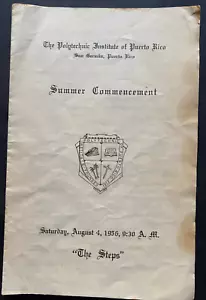 The Polytechnic Institute of Puerto Rico
San Germán, Puerto Rico
Summer Commencement
Saturday, August 4, 1956, 9:30 A. M.
"The Steps"